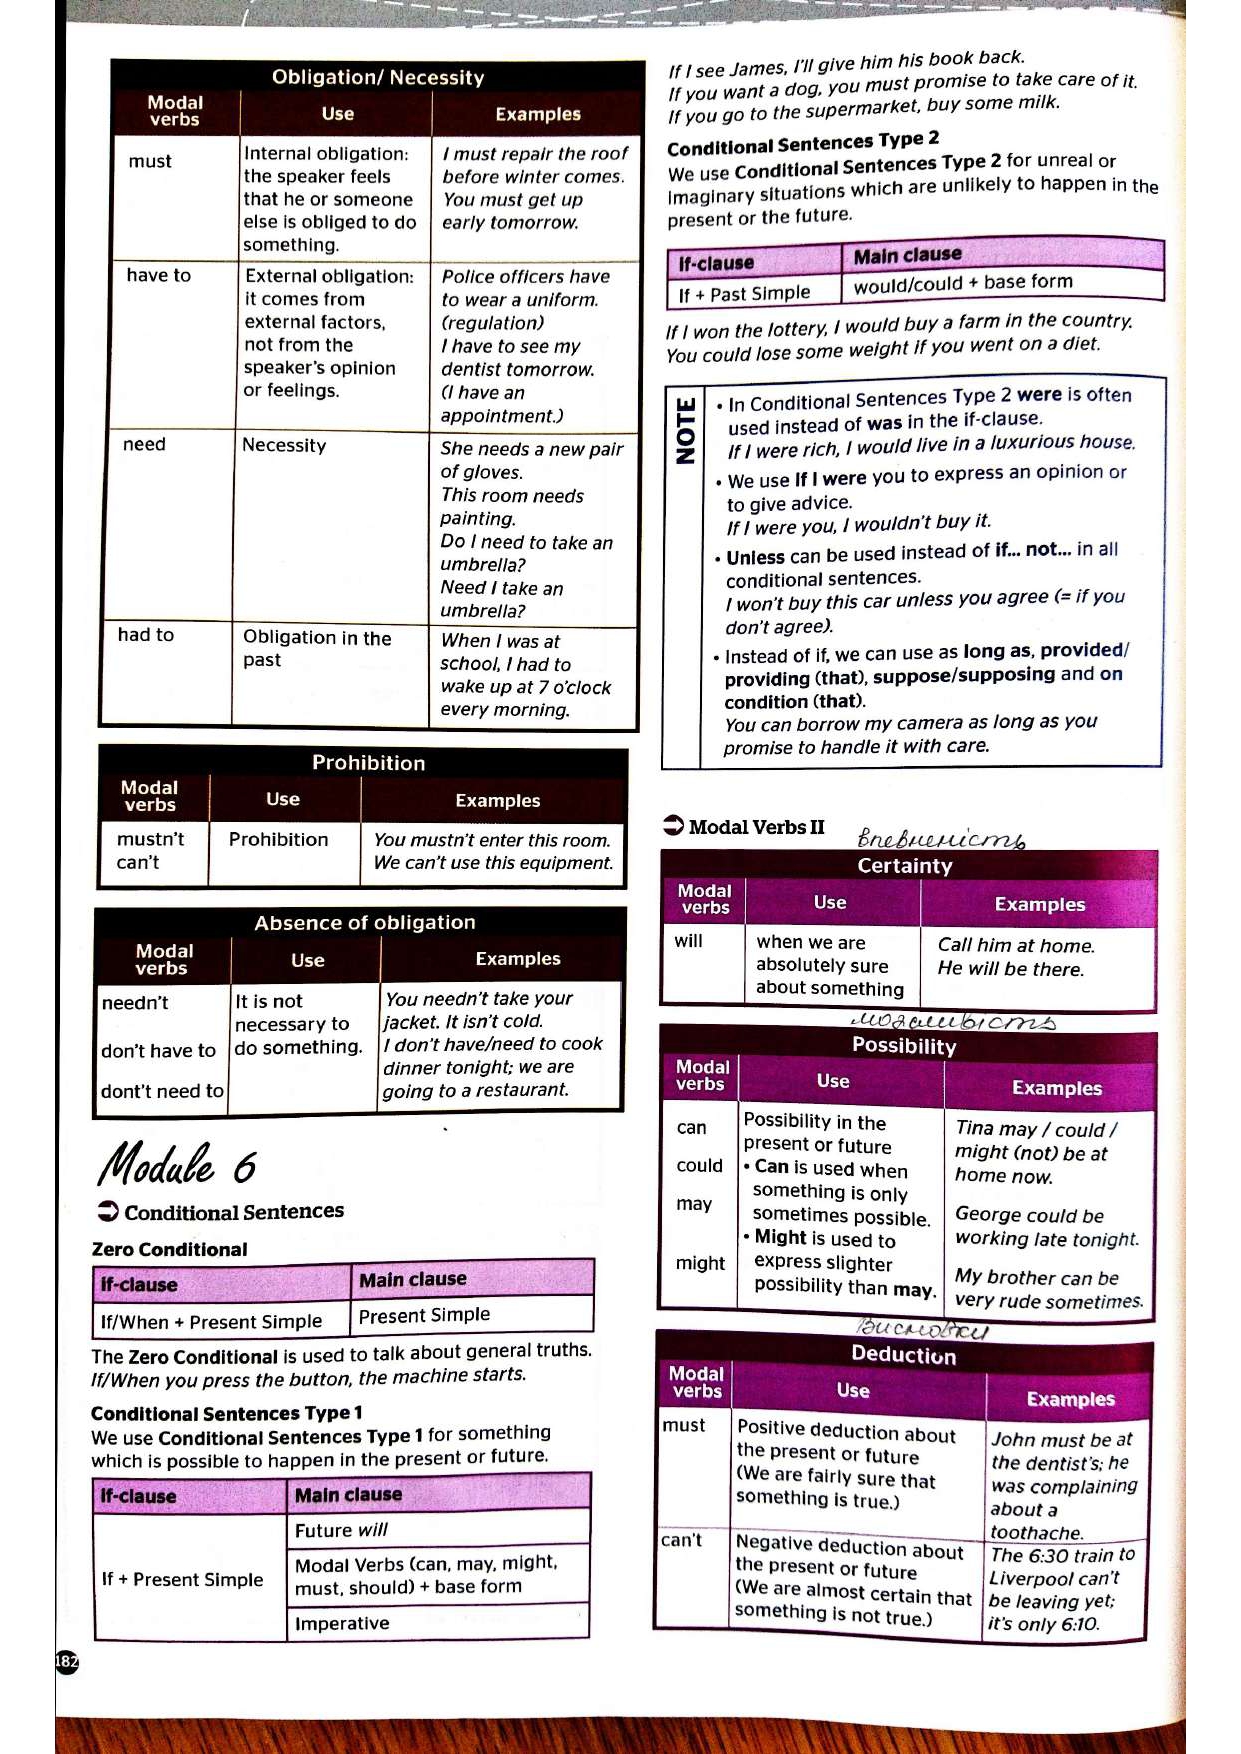 Obligation/ Necessity
Modal verbs
Use
Examples
must
Internal obligation:
the speaker feels
that he or someone
else is obliged to do
something.
I must repair the roof
before winter comes.
You must get up
early tomorrow.
have to
External obligation:
it comes from
external factors,
not from the
speaker's opinion
or feelings.
Police officers have
to wear a uniform.
(regulation)
I have to see my
dentist tomorrow.
(I have an
appointment.)
need
Necessity
She needs a new pair
of gloves.
This room needs
painting.
Do I need to take an
umbrella?
Need I take an
umbrella?
had to
Obligation in the
past
When I was at
school, I had to
wake up at 7 o'clock
every morning.
Prohibition
Modal
verbs
Use
Examples
mustn't
can't
Prohibition
You mustn't enter this room.
We can't use this equipment.
Absence of obligation
Modal
verbs
Use
Examples
needn't
don't have to
dont't need to
It is not
necessary to
do something.
You needn't take your
jacket. It isn't cold.
I don't have/need to cook
dinner tonight; we are
going to a restaurant.
Module 6
Conditional Sentences
Zero Conditional
If-clause
Main clause
If/When + Present Simple
Present Simple
The Zero Conditional is used to talk about general truths.
If/When you press the button, the machine starts.
Conditional Sentences Type 1
We use Conditional Sentences Type 1 for something
which is possible to happen in the present or future.
If-clause
Main clause
If + Present Simple
Future will
Modal Verbs (can, may, might,
must, should) + base form
Imperative
182
If I see James, I'll give him his book back.
If you want a dog, you must promise to take care of it.
If you go to the supermarket, buy some milk.
Conditional Sentences Type 2
We use Conditional Sentences Type 2 for unreal or
imaginary situations which are unlikely to happen in the
present or the future.
If-clause
Main clause
If + Past Simple
would/could + base form
If I won the lottery, I would buy a farm in the country.
You could lose some weight if you went on a diet.
NOTE
• In Conditional Sentences Type 2 were is often
used instead of was in the if-clause.
If I were rich, I would live in a luxurious house.
• We use If I were you to express an opinion or
to give advice.
If I were you, I wouldn't buy it.
• Unless can be used instead of if... not... in all
conditional sentences.
I won't buy this car unless you agree (= if you
don't agree).
• Instead of if, we can use as long as, provided/
providing (that), suppose/supposing and on
condition (that).
You can borrow my camera as long as you
promise to handle it with care.
Modal Verbs II
впевненість
Certainty
Modal
verbs
Use
Examples
will
when we are
absolutely sure
about something
Call him at home.
He will be there.
можливість
Possibility
Modal
verbs
Use
Examples
can
could
may
might
Possibility in the
present or future
• Can is used when
something is only
sometimes possible.
• Might is used to
express slighter
possibility than may.
Tina may / could /
might (not) be at
home now.
George could be
working late tonight.
My brother can be
very rude sometimes.
Висновки
Deduction
Modal
verbs
Use
Examples
must
Positive deduction about
the present or future
(We are fairly sure that
something is true.)
John must be at
the dentist's; he
was complaining
about a
toothache.
can't
Negative deduction about
the present or future
(We are almost certain that
something is not true.)
The 6:30 train to
Liverpool can't
be leaving yet;
it's only 6:10.